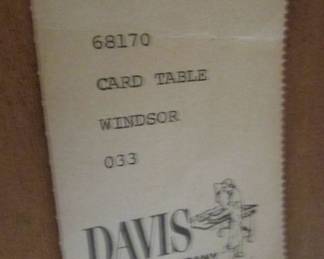 68170
CARD TABLE
WINDSOR
033
DAVIS